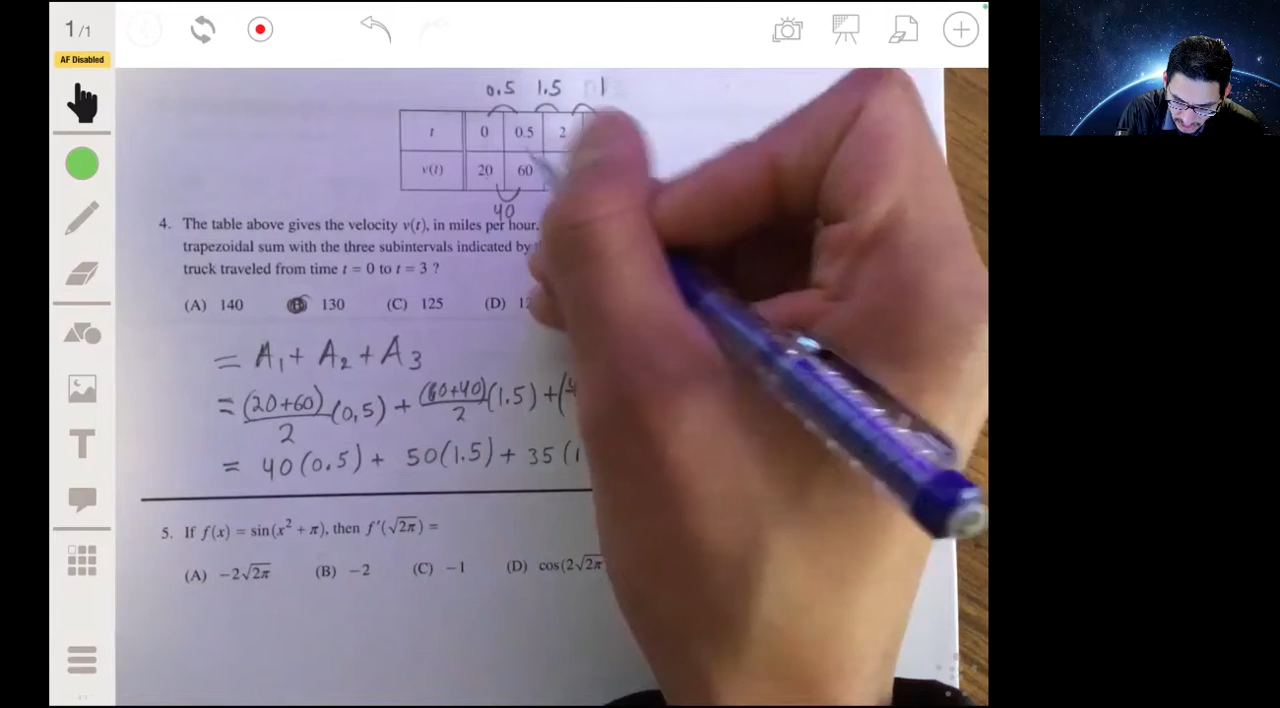 1/1
AF Disabled
T
0.5 1.5 1
t 0 0.5 2
v(t) 20 60
40
4. The table above gives the velocity v(t), in miles per hour.
trapezoidal sum with the three subintervals indicated by
truck traveled from time t = 0 to t = 3 ?
(A) 140 (B) 130 (C) 125 (D)
= A₁ + A₂ + A₃
= (20+60)/2 (0,5) + (60+40)/2 (1.5) + (
= 40(0.5) + 50(1.5) + 35(1
5. If f(x) = sin(x² + π), then f'(√2π) =
(A) −2√2π (B) −2 (C) −1 (D) cos(2√2π